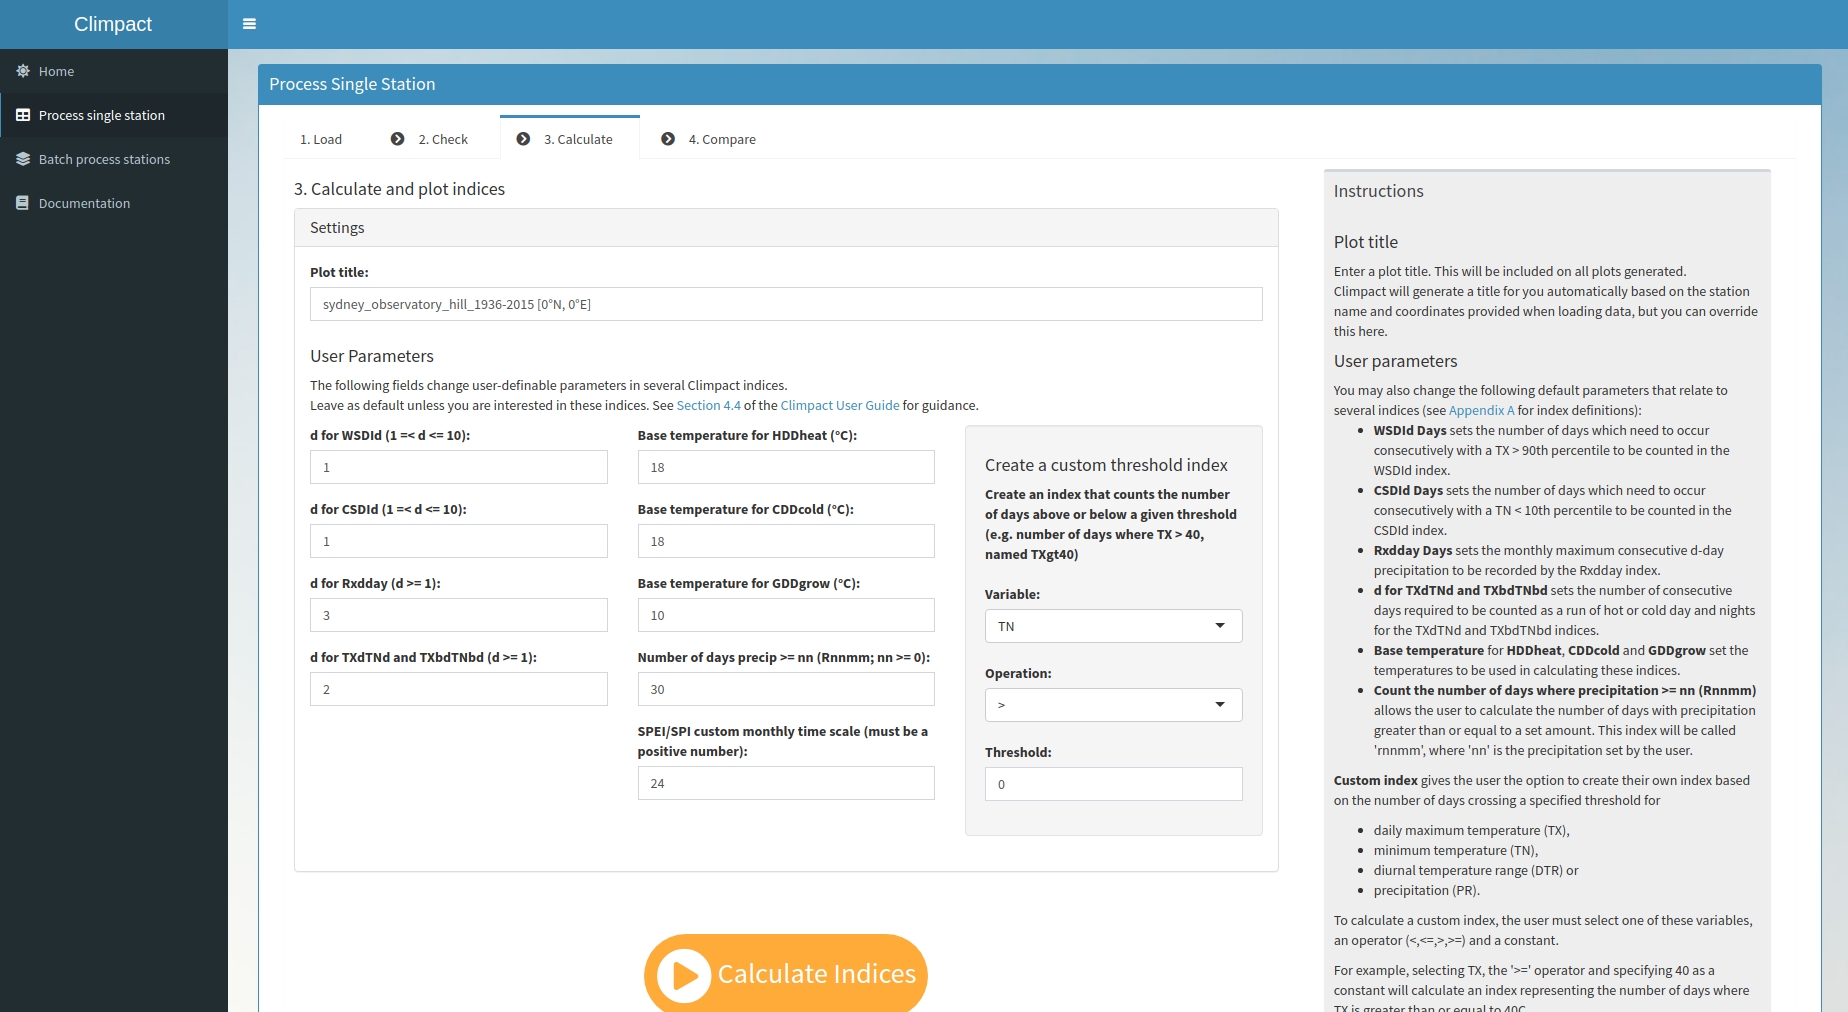 Climpact
Home
Process single station
Batch process stations
Documentation
Process Single Station
1. Load
2. Check
3. Calculate
4. Compare
3. Calculate and plot indices
Settings
Plot title:
sydney_observatory_hill_1936-2015 [0°N, 0°E]
User Parameters
The following fields change user-definable parameters in several Climpact indices.
Leave as default unless you are interested in these indices. See Section 4.4 of the Climpact User Guide for guidance.
d for WSDId (1 =< d <= 10):
1
d for CSDId (1 =< d <= 10):
1
d for Rxdday (d >= 1):
3
d for TXdTNd and TXbdTNbd (d >= 1):
2
Base temperature for HDDheat (°C):
18
Base temperature for CDDcold (°C):
18
Base temperature for GDDgrow (°C):
10
Number of days precip >= nn (Rnnmm; nn >= 0):
30
SPEI/SPI custom monthly time scale (must be a
positive number):
24
Create a custom threshold index
Create an index that counts the number
of days above or below a given threshold
(e.g. number of days where TX > 40,
named TXgt40)
Variable:
TN
Operation:
>
Threshold:
0
Calculate Indices
Instructions
Plot title
Enter a plot title. This will be included on all plots generated.
Climpact will generate a title for you automatically based on the station
name and coordinates provided when loading data, but you can override
this here.
User parameters
You may also change the following default parameters that relate to
several indices (see Appendix A for index definitions):
• WSDId Days sets the number of days which need to occur
consecutively with a TX > 90th percentile to be counted in the
WSDId index.
• CSDId Days sets the number of days which need to occur
consecutively with a TN < 10th percentile to be counted in the
CSDId index.
• Rxdday Days sets the monthly maximum consecutive d-day
precipitation to be recorded by the Rxdday index.
• d for TXdTNd and TXbdTNbd sets the number of consecutive
days required to be counted as a run of hot or cold day and nights
for the TXdTNd and TXbdTNbd indices.
• Base temperature for HDDheat, CDDcold and GDDgrow set the
temperatures to be used in calculating these indices.
• Count the number of days where precipitation >= nn (Rnnmm)
allows the user to calculate the number of days with precipitation
greater than or equal to a set amount. This index will be called
'rnnmm', where 'nn' is the precipitation set by the user.
Custom index gives the user the option to create their own index based
on the number of days crossing a specified threshold for
• daily maximum temperature (TX),
• minimum temperature (TN),
• diurnal temperature range (DTR) or
• precipitation (PR).
To calculate a custom index, the user must select one of these variables,
an operator (<,<=,>,>=) and a constant.
For example, selecting TX, the '>=' operator and specifying 40 as a
constant will calculate an index representing the number of days where
TX is greater than or equal to 40C.